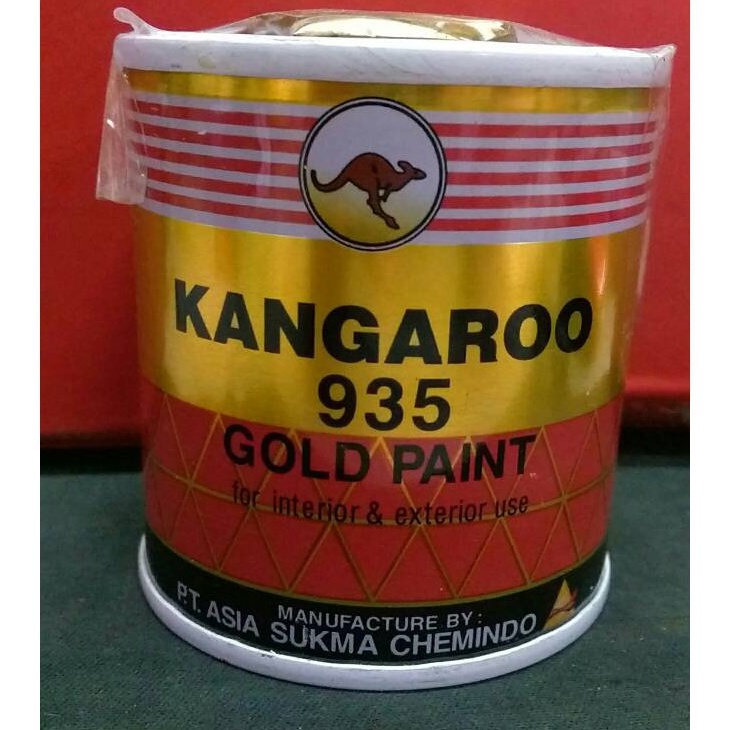 KANGAROO
935
GOLD PAINT
for interior & exterior use
MANUFACTURE BY:
P.T. ASIA SUKMA CHEMINDO